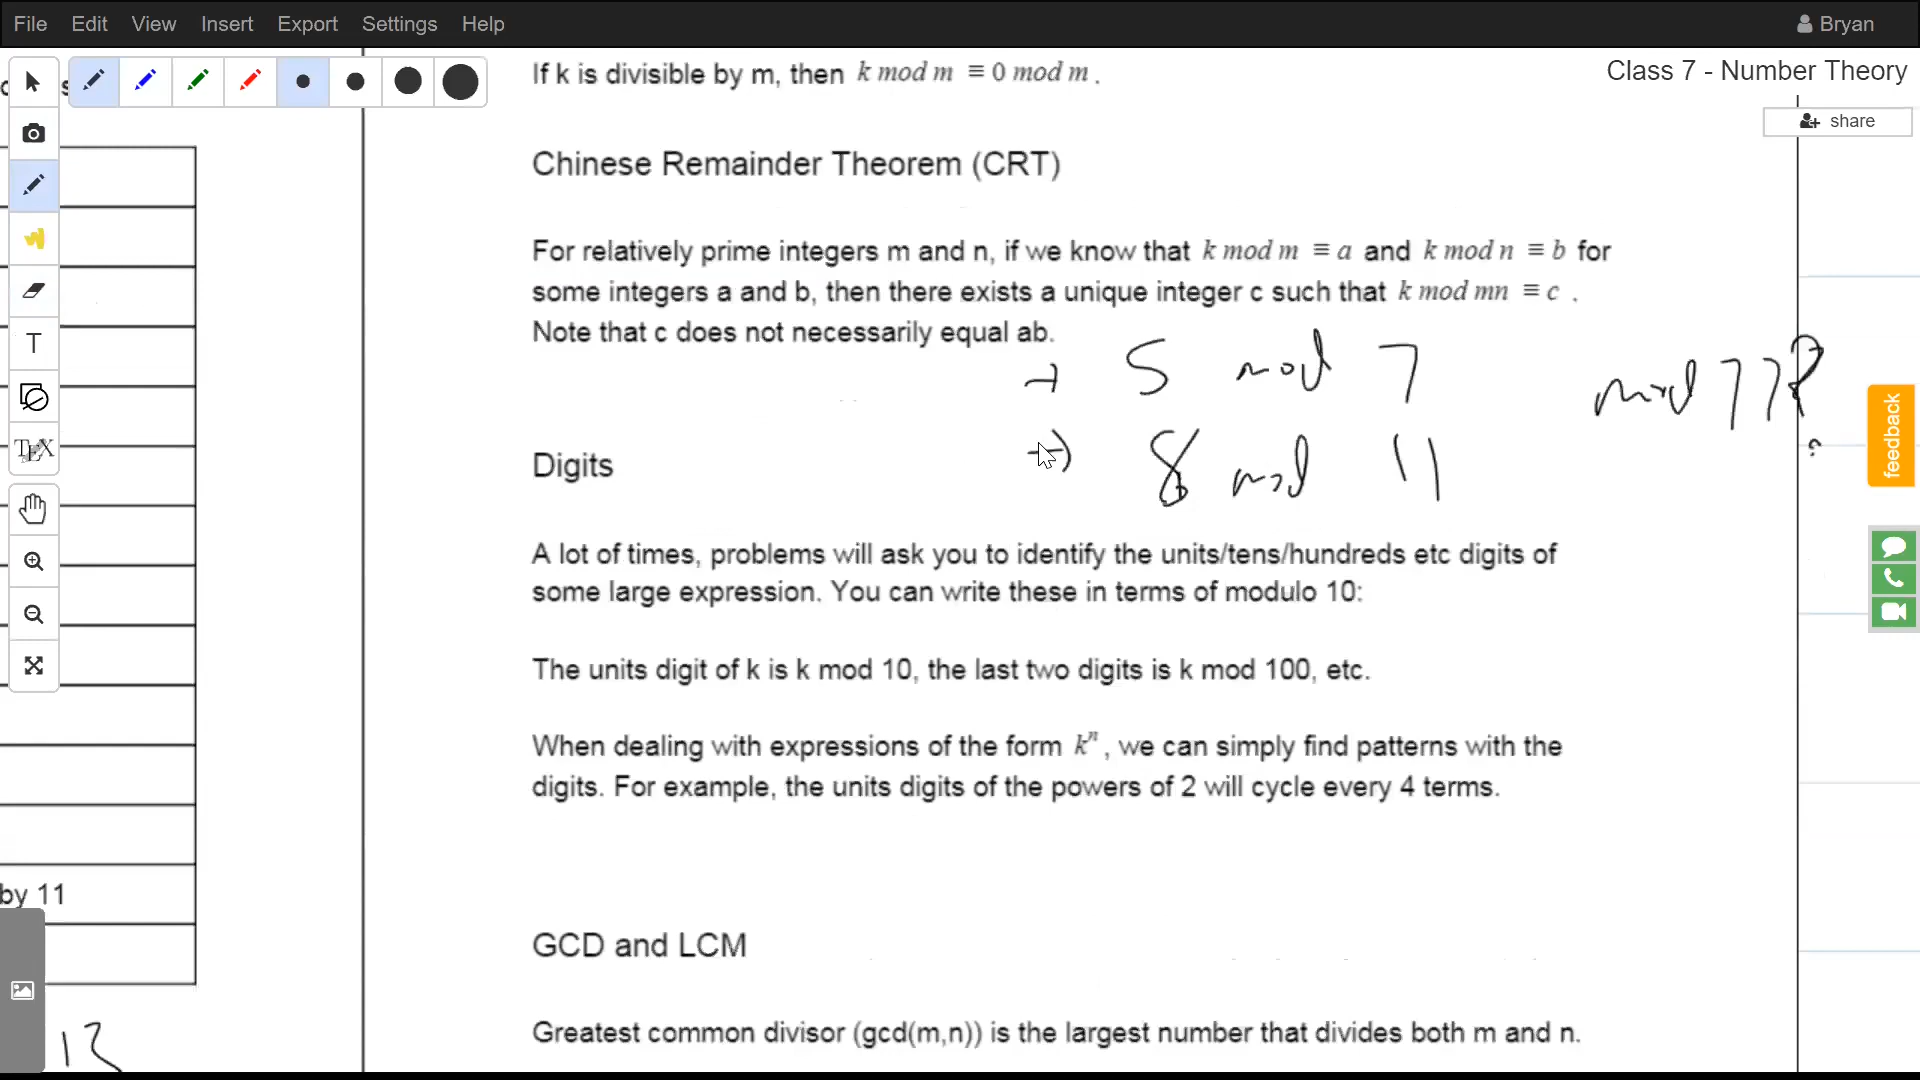 File Edit View Insert Export Settings Help Bryan
If k is divisible by m, then k mod m ≡ 0 mod m .
Class 7 - Number Theory
share
Chinese Remainder Theorem (CRT)
For relatively prime integers m and n, if we know that k mod m ≡ a and k mod n ≡ b for
some integers a and b, then there exists a unique integer c such that k mod mn ≡ c .
Note that c does not necessarily equal ab.
→ 5 mod 7
mod 77?
→ 8 mod 11
T
TEX
feedback
Digits
A lot of times, problems will ask you to identify the units/tens/hundreds etc digits of
some large expression. You can write these in terms of modulo 10:
The units digit of k is k mod 10, the last two digits is k mod 100, etc.
When dealing with expressions of the form kⁿ, we can simply find patterns with the
digits. For example, the units digits of the powers of 2 will cycle every 4 terms.
by 11
GCD and LCM
Greatest common divisor (gcd(m,n)) is the largest number that divides both m and n.